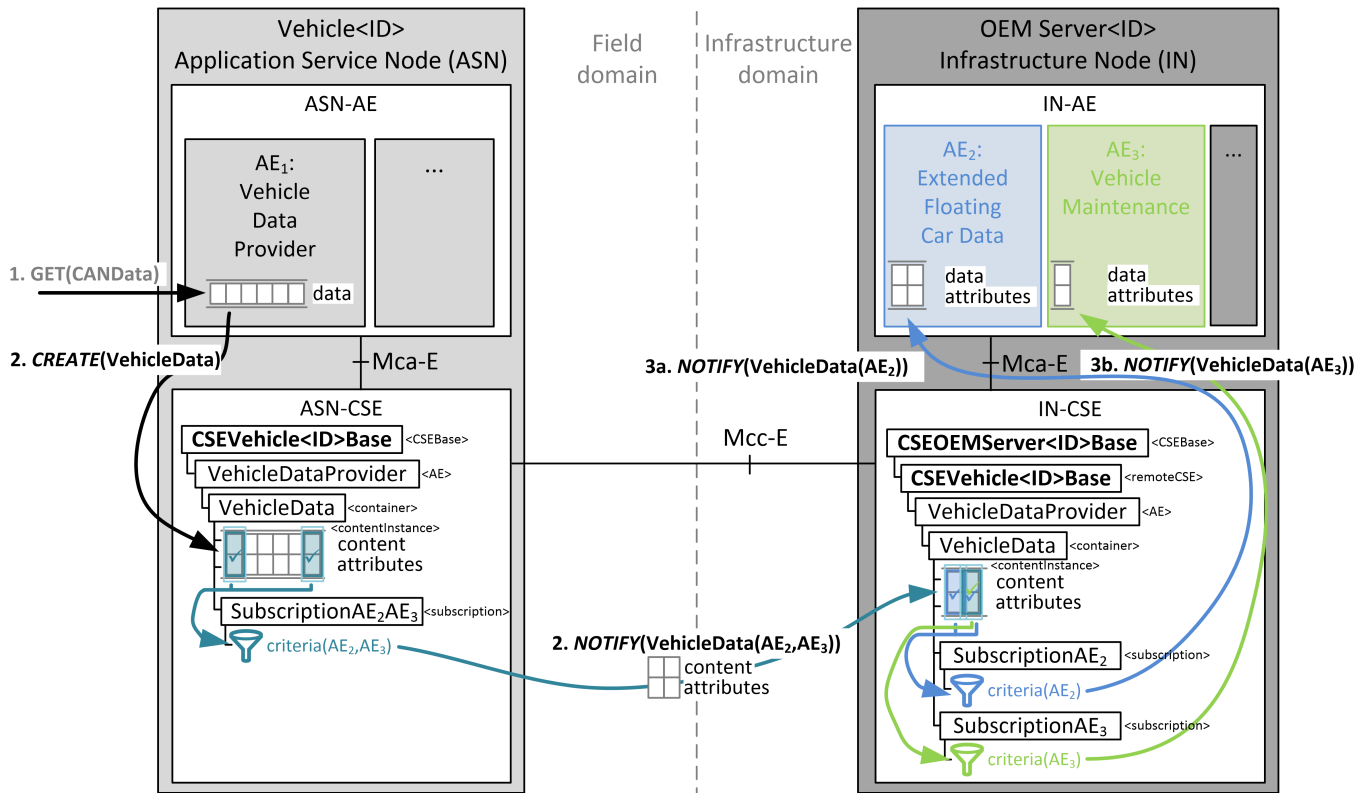 Vehicle<ID>
Application Service Node (ASN)
Field
domain
Infrastructure
domain
OEM Server<ID>
Infrastructure Node (IN)
ASN-AE
AE₁:
Vehicle
Data
Provider
data
...
1. GET(CANData)
2. CREATE(VehicleData)
Mca-E
IN-AE
AE₂:
Extended
Floating
Car Data
data
attributes
AE₃:
Vehicle
Maintenance
data
attributes
...
3a. NOTIFY(VehicleData(AE₂))
Mca-E
3b. NOTIFY(VehicleData(AE₃))
ASN-CSE
CSEVehicle<ID>Base <CSEBase>
VehicleDataProvider <AE>
VehicleData <container>
<contentInstance>
content
attributes
SubscriptionAE₂AE₃ <subscription>
criteria(AE₂,AE₃)
Mcc-E
2. NOTIFY(VehicleData(AE₂,AE₃))
content
attributes
IN-CSE
CSEOEMServer<ID>Base <CSEBase>
CSEVehicle<ID>Base <remoteCSE>
VehicleDataProvider <AE>
VehicleData <container>
<contentInstance>
content
attributes
SubscriptionAE₂ <subscription>
criteria(AE₂)
SubscriptionAE₃ <subscription>
criteria(AE₃)